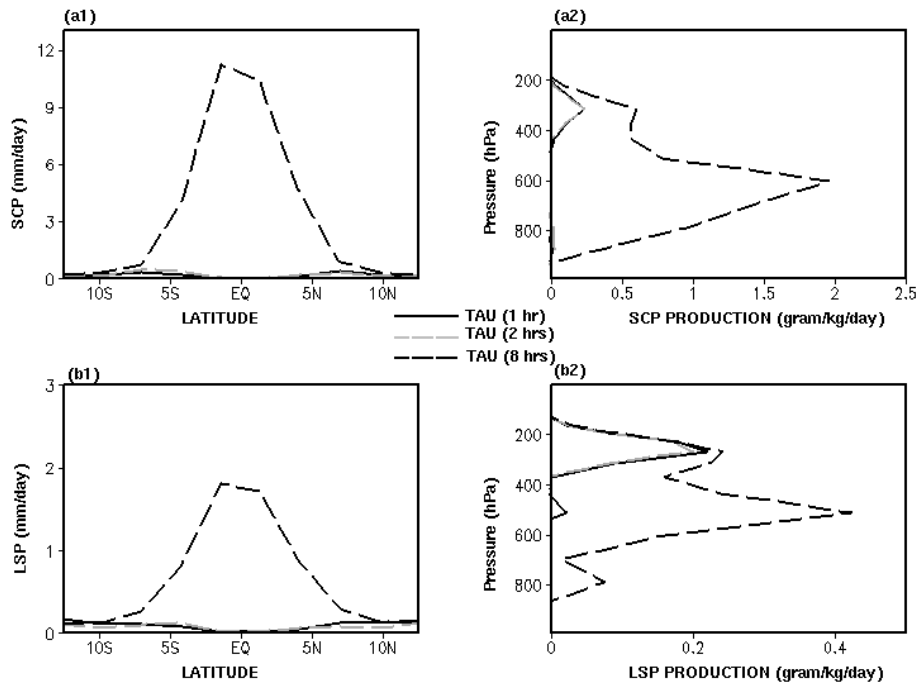 (a1)
(a2)
12
9
6
3
0
SCP (mm/day)
10S 5S EQ 5N 10N
LATITUDE
200
400
600
800
Pressure (hPa)
0 0.5 1 1.5 2 2.5
SCP PRODUCTION (gram/kg/day)
TAU (1 hr)
TAU (2 hrs)
TAU (8 hrs)
(b1)
(b2)
3
2
1
0
LSP (mm/day)
10S 5S EQ 5N 10N
LATITUDE
200
400
600
800
Pressure (hPa)
0 0.2 0.4
LSP PRODUCTION (gram/kg/day)